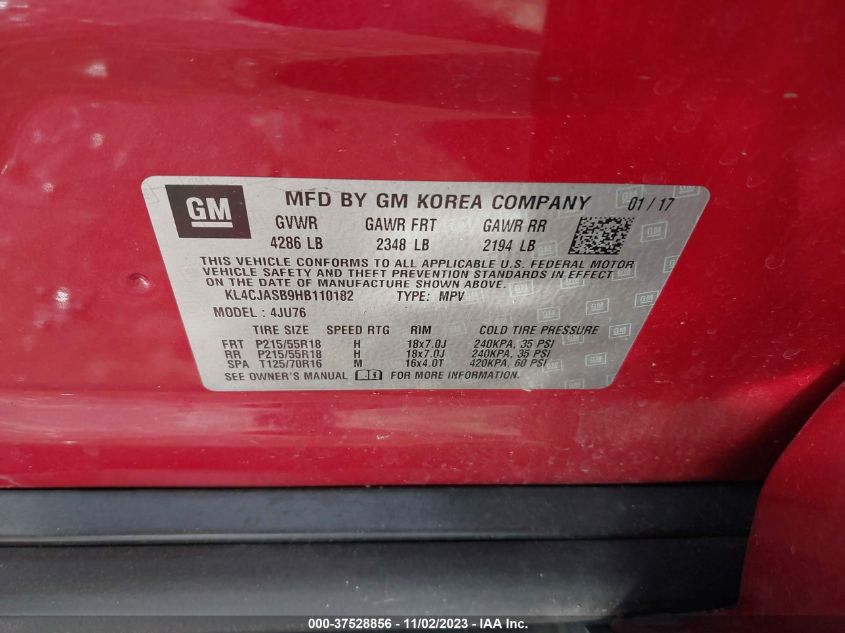 GM MFD BY GM KOREA COMPANY 01 / 17
GVWR GAWR FRT GAWR RR
4286 LB 2348 LB 2194 LB
THIS VEHICLE CONFORMS TO ALL APPLICABLE U.S. FEDERAL MOTOR
VEHICLE SAFETY AND THEFT PREVENTION STANDARDS IN EFFECT
ON THE DATE OF MANUFACTURE SHOWN ABOVE.
KL4CJASB9HB110182 TYPE: MPV
MODEL : 4JU76
TIRE SIZE SPEED RTG RIM COLD TIRE PRESSURE
FRT P215/55R18 H 18x7.0J 240KPA, 35 PSI
RR P215/55R18 H 18x7.0J 240KPA, 35 PSI
SPA T125/70R16 M 16x4.0T 420KPA, 60 PSI
SEE OWNER'S MANUAL FOR MORE INFORMATION.
000-37528856 - 11/02/2023 - IAA Inc.